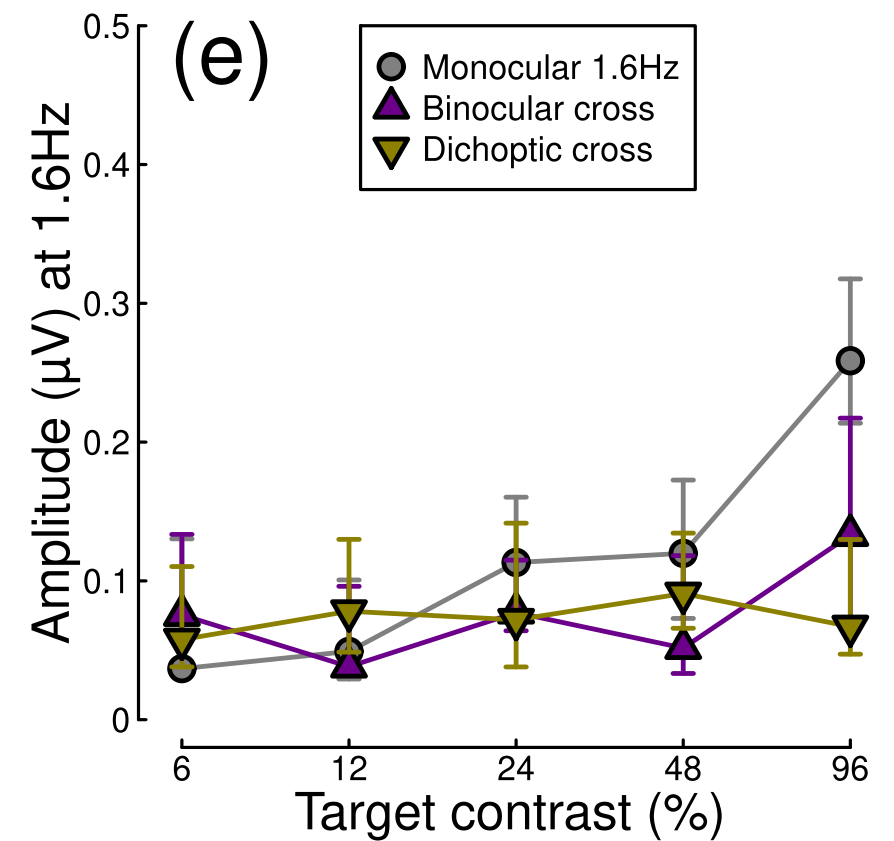 (e)
Monocular 1.6Hz
Binocular cross
Dichoptic cross
Amplitude (µV) at 1.6Hz
0.5
0.4
0.3
0.2
0.1
0
6 12 24 48 96
Target contrast (%)